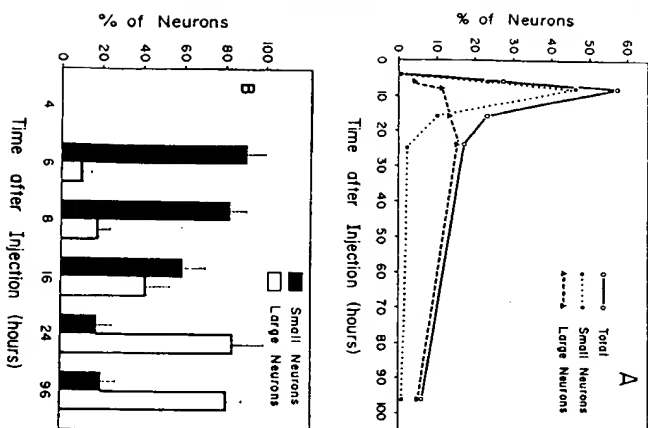 % of Neurons
0 10 20 30 40 50 60
0 10 20 30 40 50 60 70 80 90 100
Time after Injection (hours)
A
Total
Small Neurons
Large Neurons
% of Neurons
0 20 40 60 80 100
B
4 6 8 16 24 96
Time after Injection (hours)
Small Neurons
Large Neurons